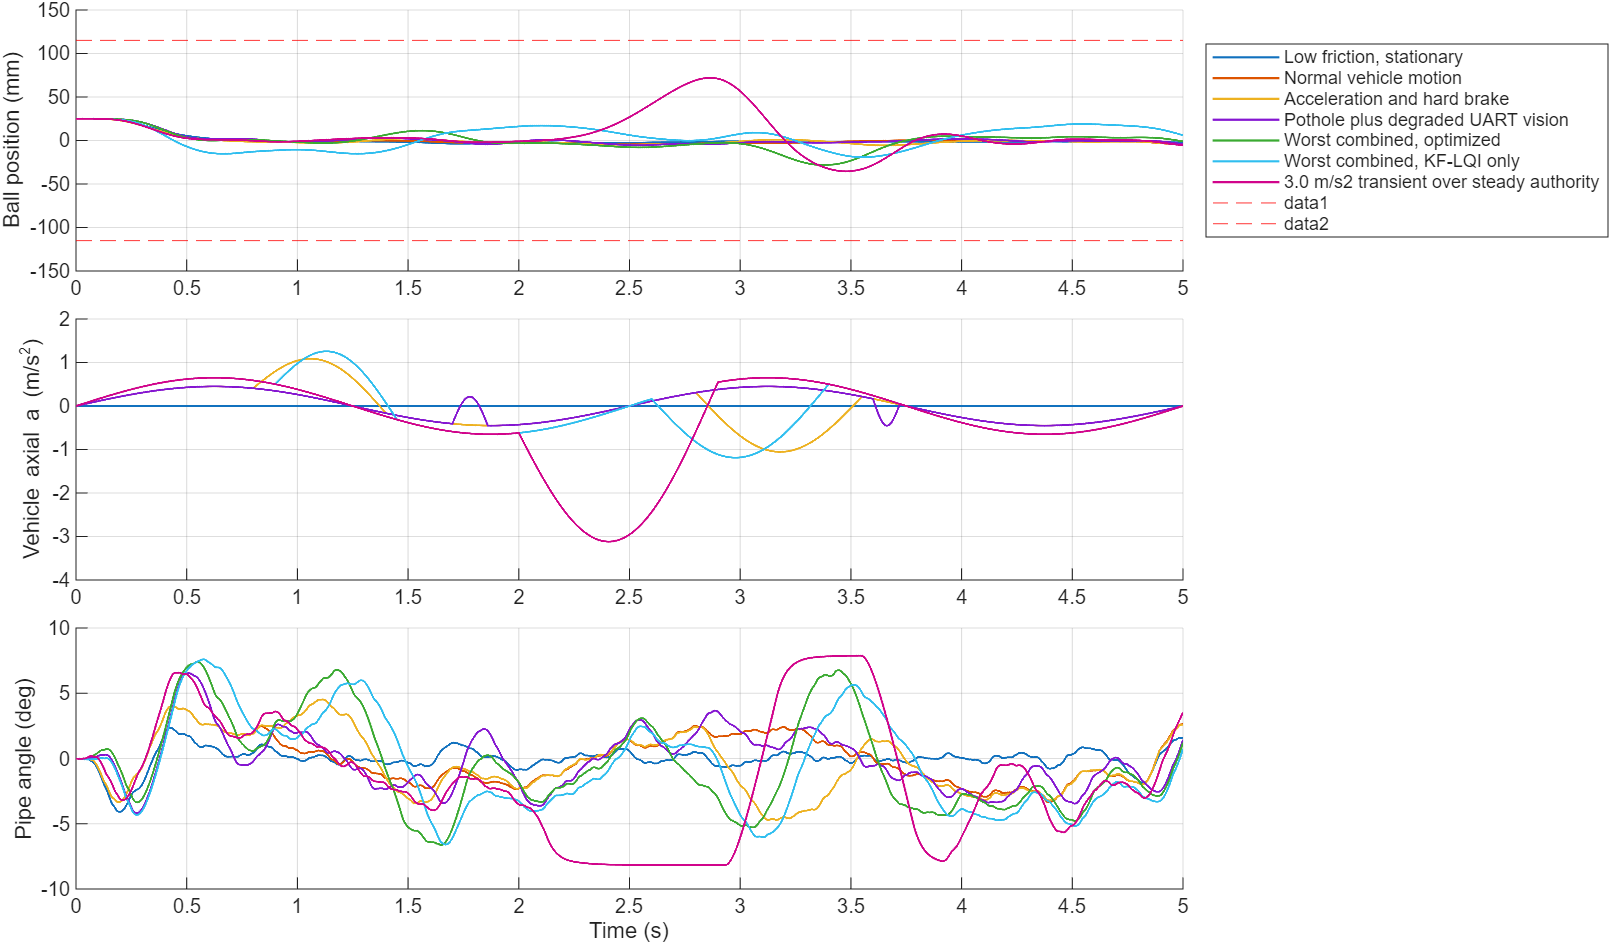 150
100
50
0
-50
-100
-150
Ball position (mm)
0 0.5 1 1.5 2 2.5 3 3.5 4 4.5 5
Low friction, stationary
Normal vehicle motion
Acceleration and hard brake
Pothole plus degraded UART vision
Worst combined, optimized
Worst combined, KF-LQI only
3.0 m/s2 transient over steady authority
data1
data2
2
1
0
-1
-2
-3
-4
Vehicle axial a (m/s²)
0 0.5 1 1.5 2 2.5 3 3.5 4 4.5 5
10
5
0
-5
-10
Pipe angle (deg)
0 0.5 1 1.5 2 2.5 3 3.5 4 4.5 5
Time (s)